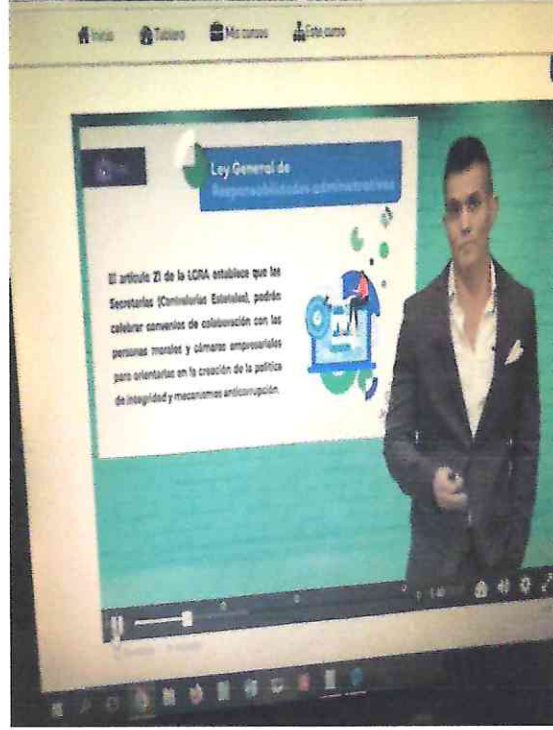 Inicio Tablero Mis cursos Este curso
Ley General de
Responsabilidades administrativas
El artículo 21 de la LGRA establece que las
Secretarías (Contralorías Estatales), podrán
celebrar convenios de colaboración con las
personas morales y cámaras empresariales
para orientarlas en la creación de la política
de integridad y mecanismos anticorrupción.